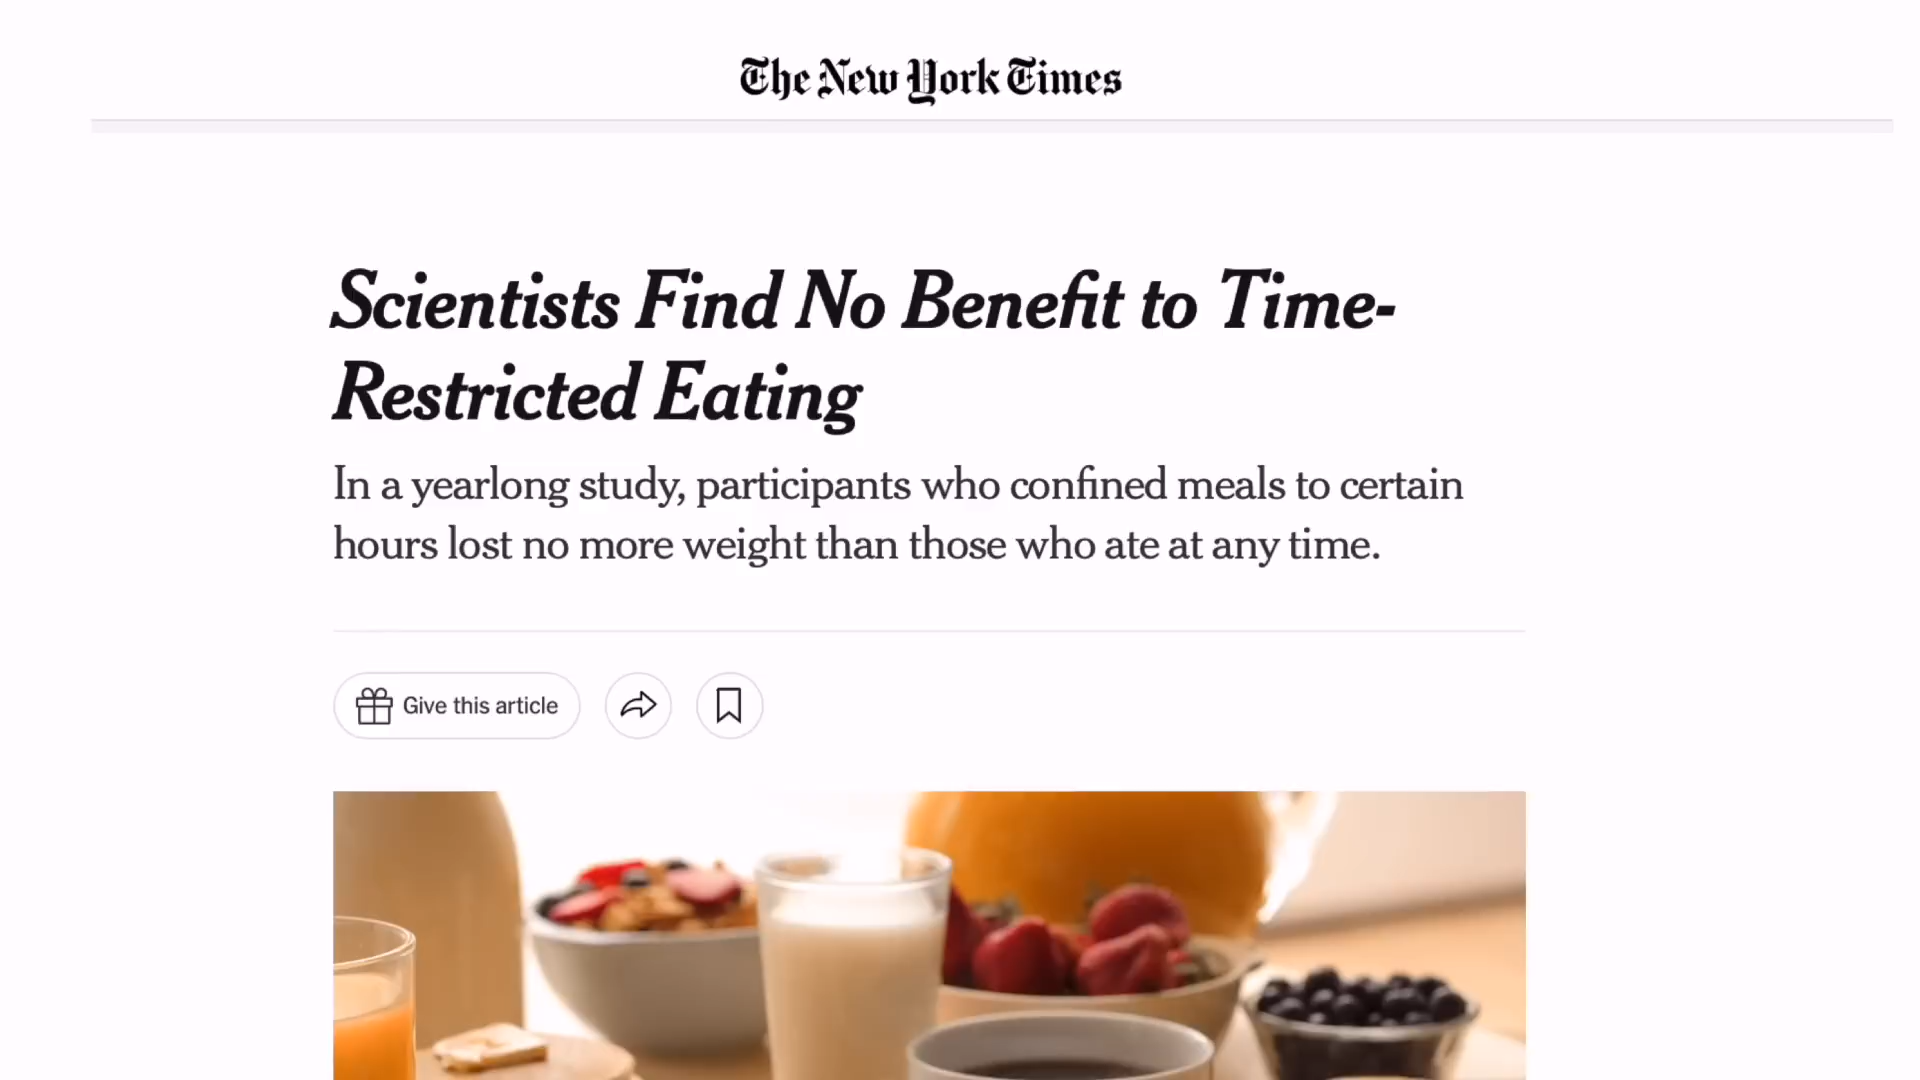 The New York Times
Scientists Find No Benefit to Time-
Restricted Eating
In a yearlong study, participants who confined meals to certain
hours lost no more weight than those who ate at any time.
Give this article